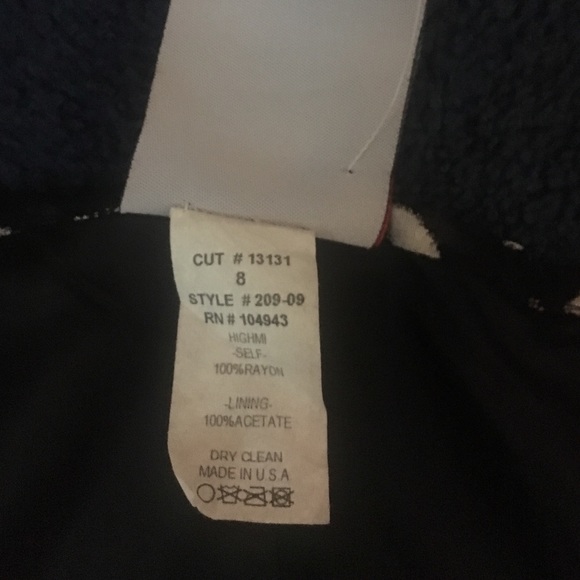 CUT # 13131
8
STYLE # 209-09
RN # 104943
HIGHMI
-SELF-
100%RAYON
-LINING-
100%ACETATE
DRY CLEAN
MADE IN U.S.A